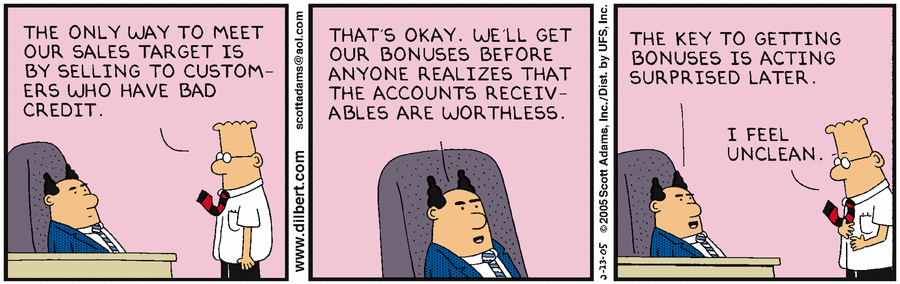 THE ONLY WAY TO MEET
OUR SALES TARGET IS
BY SELLING TO CUSTOM-
ERS WHO HAVE BAD
CREDIT.
www.dilbert.com scottadams@aol.com
THAT'S OKAY. WE'LL GET
OUR BONUSES BEFORE
ANYONE REALIZES THAT
THE ACCOUNTS RECEIV-
ABLES ARE WORTHLESS.
© 2005 Scott Adams, Inc./Dist. by UFS, Inc.
THE KEY TO GETTING
BONUSES IS ACTING
SURPRISED LATER.
I FEEL
UNCLEAN.